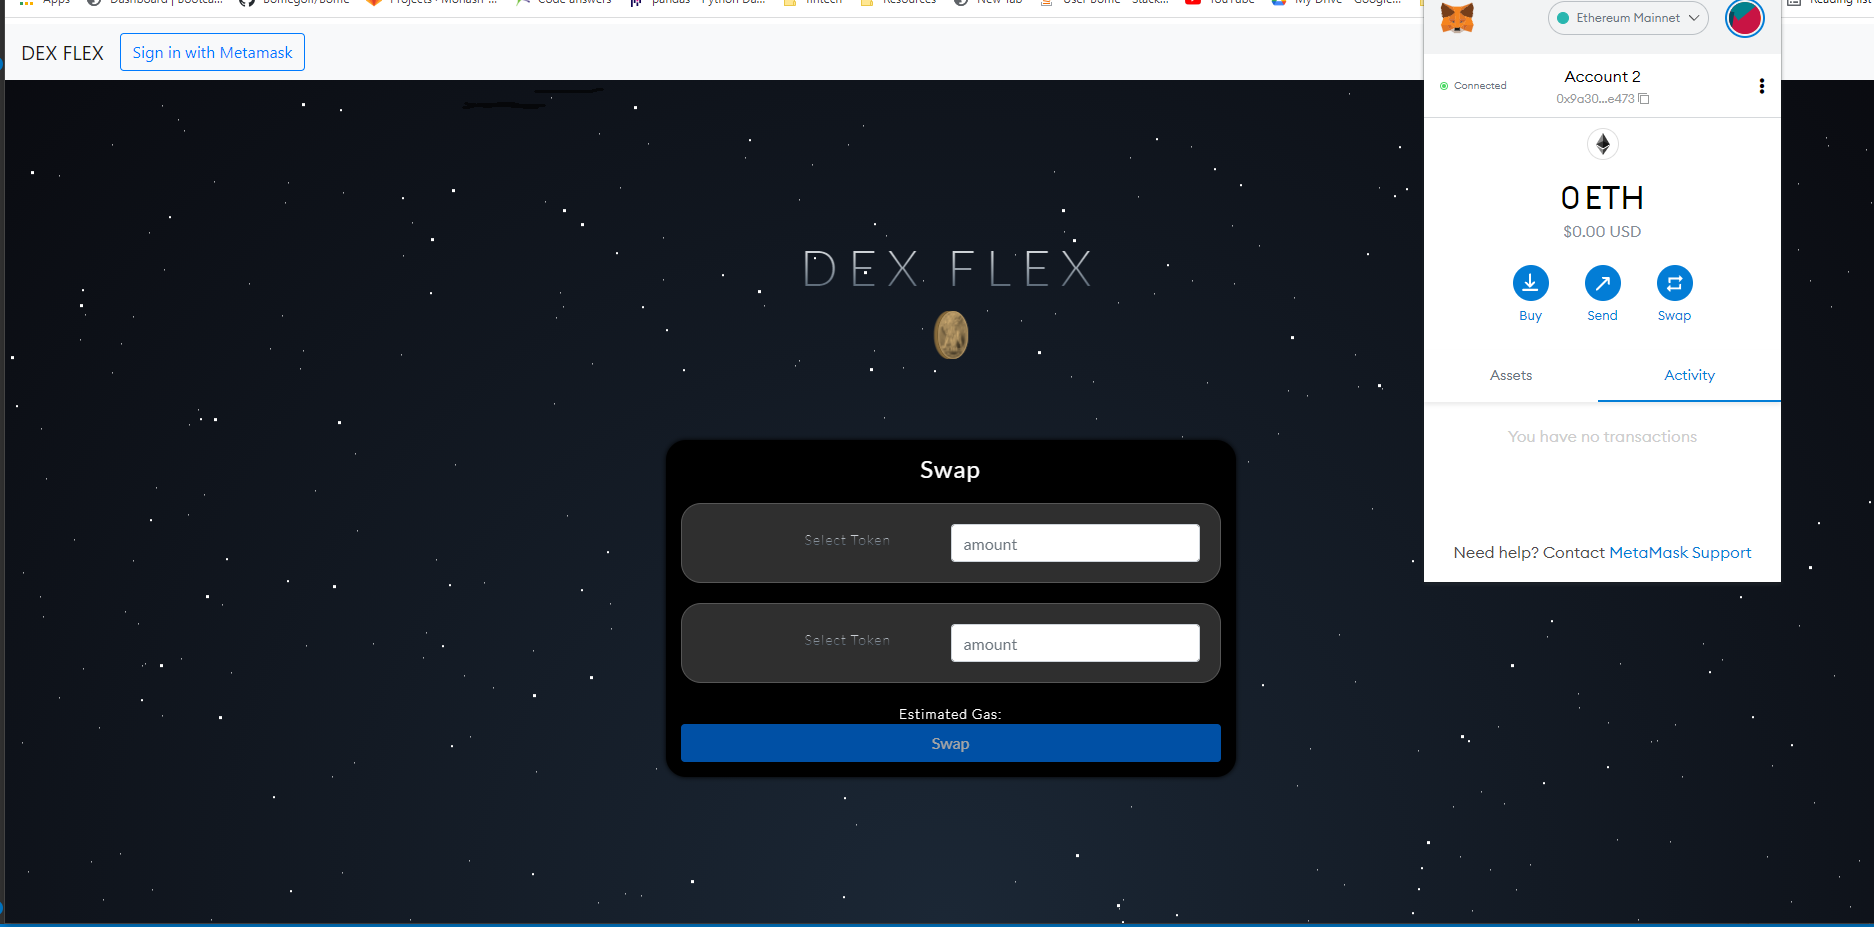 Apps Dashboard | Bootca... Projects · Monash ... Code answers pandas - Python Da... fintech Resources New Tab User Borne - Stack... YouTube My Drive - Google... Reading list
DEX FLEX
Sign in with Metamask
Ethereum Mainnet
Connected
Account 2
0x9a30...e473
0 ETH
$0.00 USD
Buy
Send
Swap
Assets
Activity
You have no transactions
Need help? Contact MetaMask Support
DEX FLEX
Swap
Select Token
amount
Select Token
amount
Estimated Gas:
Swap